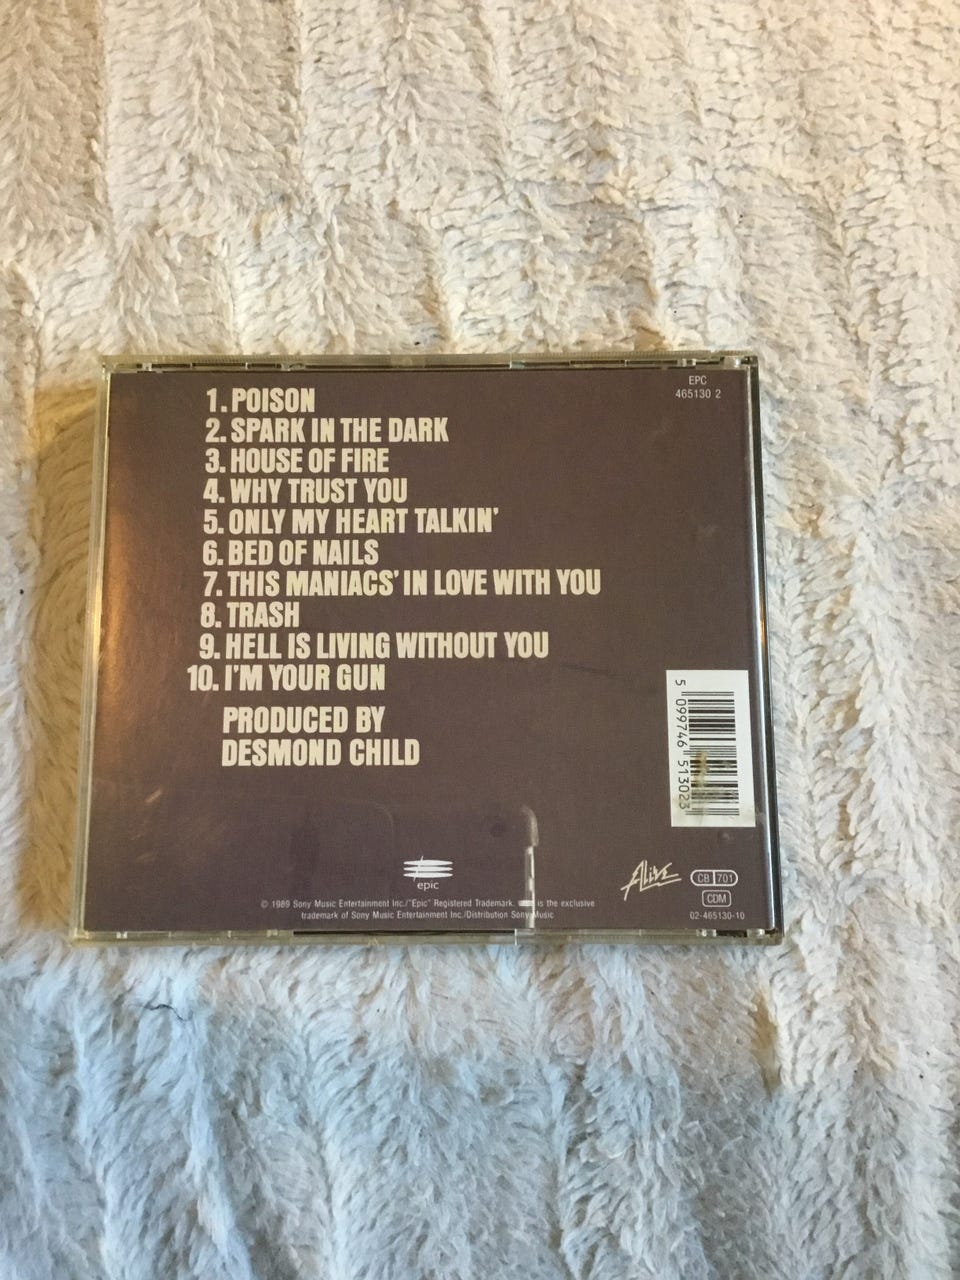 EPC
465130 2
1. POISON
2. SPARK IN THE DARK
3. HOUSE OF FIRE
4. WHY TRUST YOU
5. ONLY MY HEART TALKIN'
6. BED OF NAILS
7. THIS MANIACS' IN LOVE WITH YOU
8. TRASH
9. HELL IS LIVING WITHOUT YOU
10. I'M YOUR GUN
PRODUCED BY
DESMOND CHILD
5 099746 513023
epic
Alive
CB 701
CDM
02-465130-10
© 1989 Sony Music Entertainment Inc./"Epic" Registered Trademark. is the exclusive
trademark of Sony Music Entertainment Inc./Distribution Sony Music